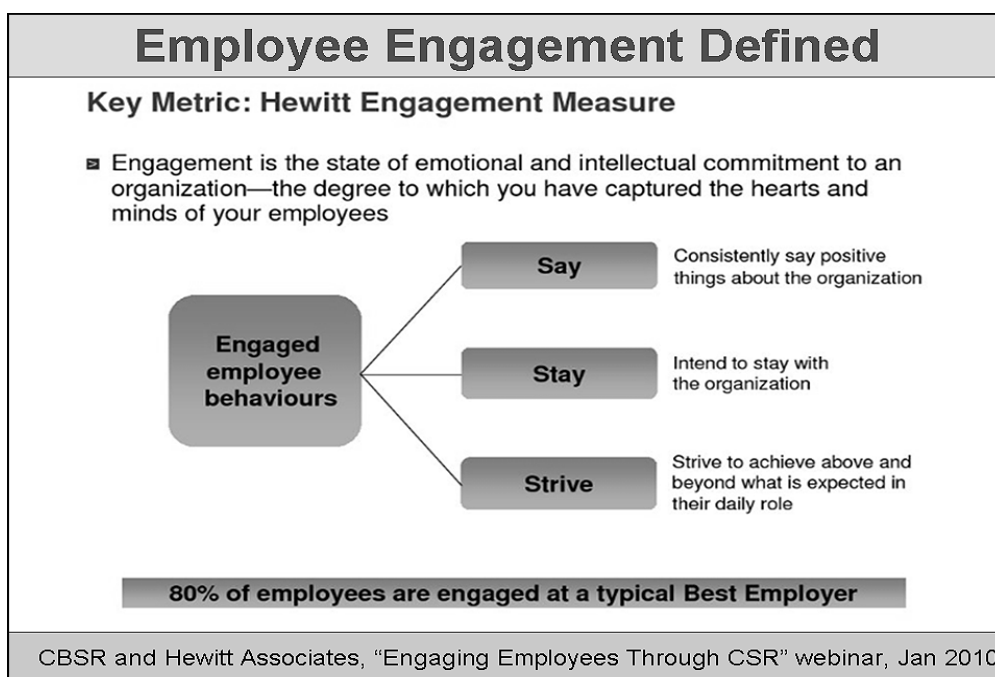 Employee Engagement Defined
Key Metric: Hewitt Engagement Measure
Engagement is the state of emotional and intellectual commitment to an
organization—the degree to which you have captured the hearts and
minds of your employees
Engaged
employee
behaviours
Say
Consistently say positive
things about the organization
Stay
Intend to stay with
the organization
Strive
Strive to achieve above and
beyond what is expected in
their daily role
80% of employees are engaged at a typical Best Employer
CBSR and Hewitt Associates, “Engaging Employees Through CSR” webinar, Jan 2010